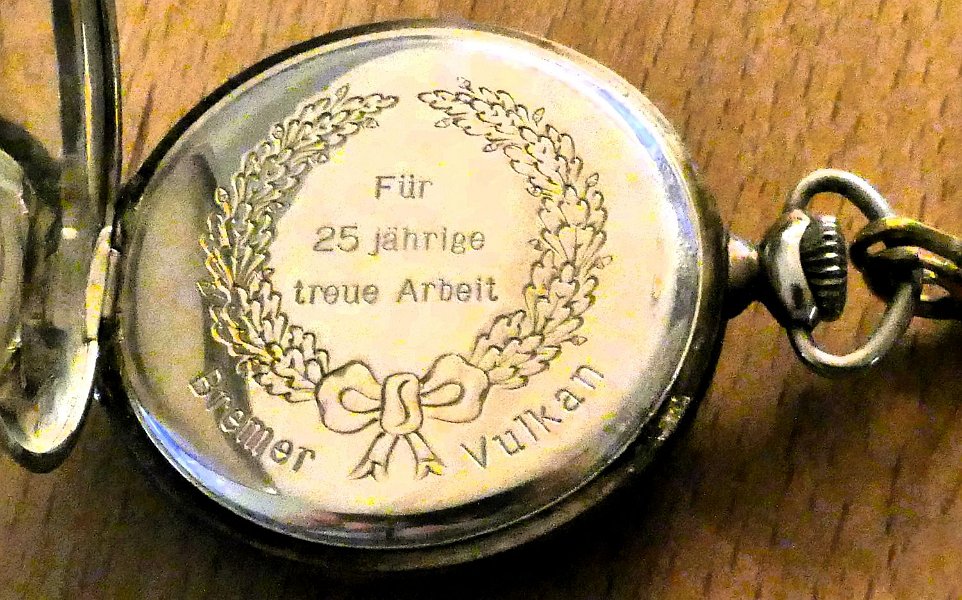 Für
25 jährige
treue Arbeit
Bremer Vulkan